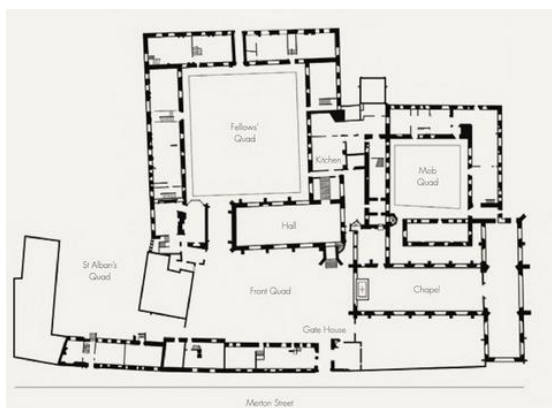 Fellows'
Quad
Kitchen
Mob
Quad
Hall
St Alban's
Quad
Front Quad
Chapel
Gate House
Merton Street